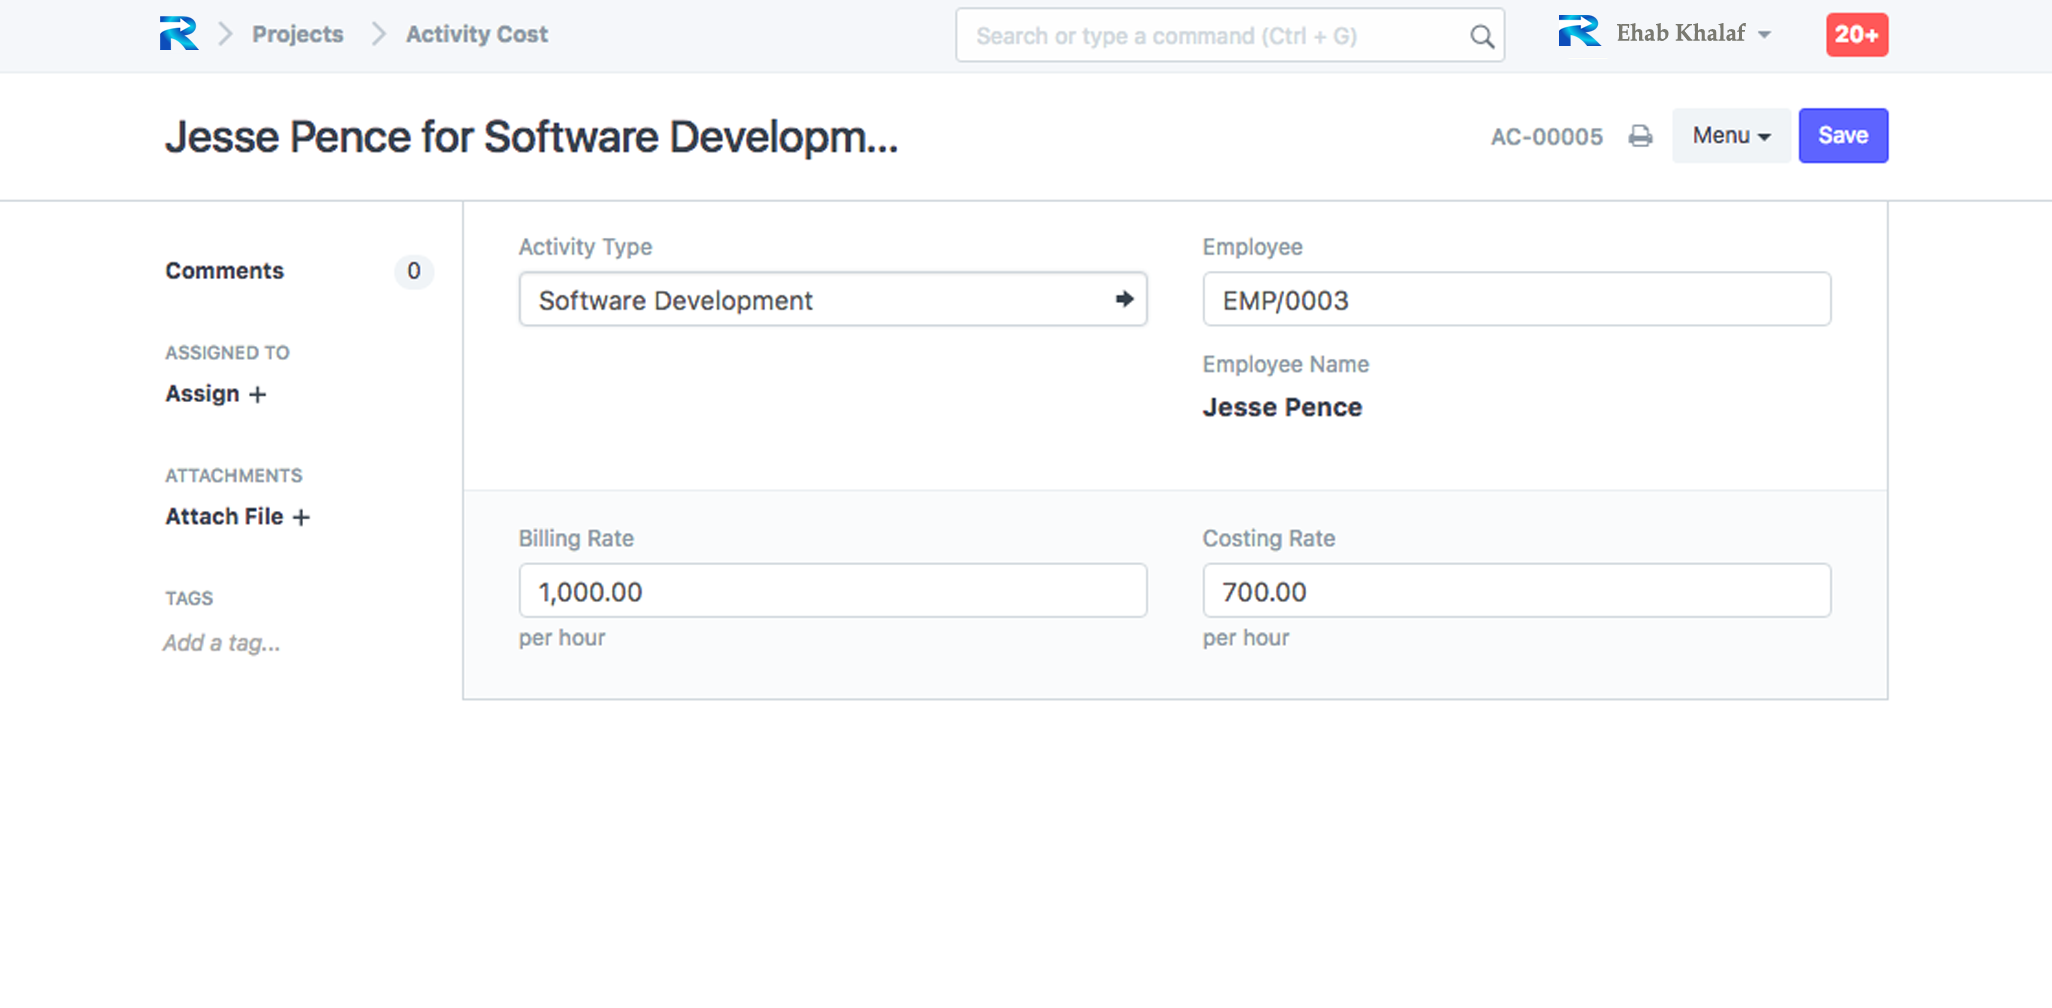 Projects
Activity Cost
Search or type a command (Ctrl + G)
Ehab Khalaf
20+
Jesse Pence for Software Developm...
AC-00005
Menu
Save
Comments 0
ASSIGNED TO
Assign +
ATTACHMENTS
Attach File +
TAGS
Add a tag...
Activity Type
Software Development
Employee
EMP/0003
Employee Name
Jesse Pence
Billing Rate
1,000.00
per hour
Costing Rate
700.00
per hour